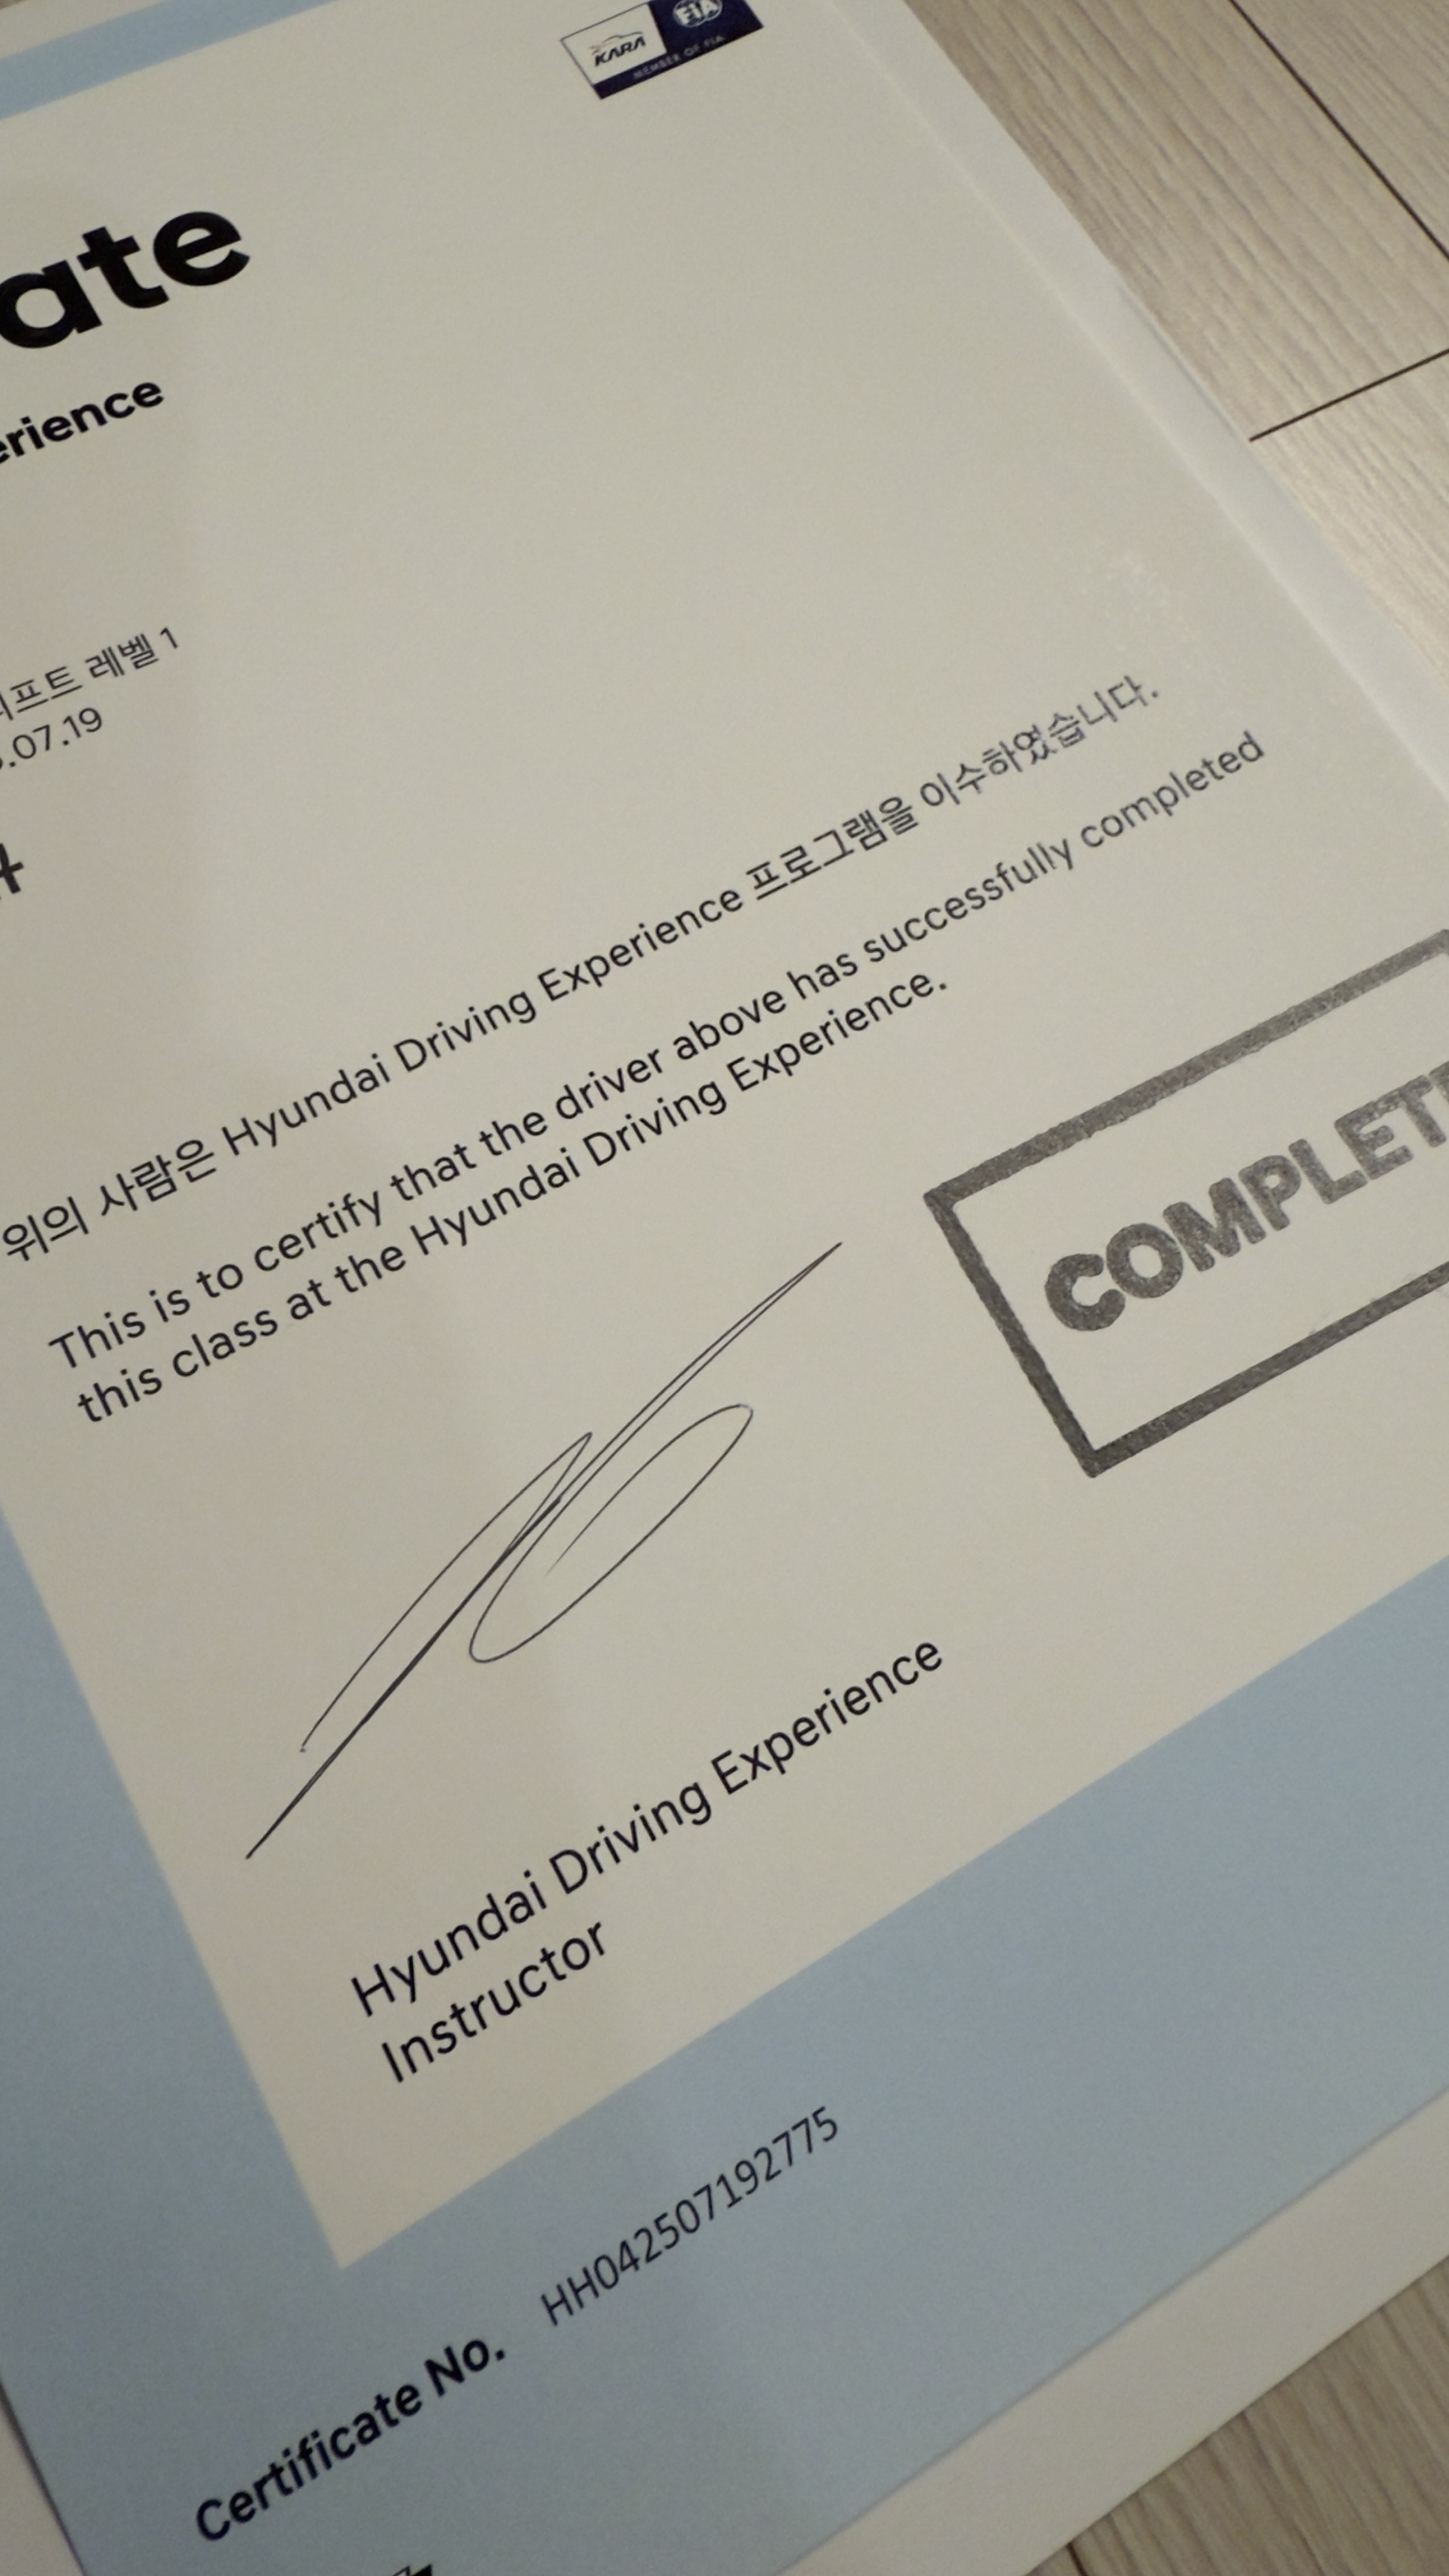 KARA
FIA
MEMBER OF FIA
ate
erience
리프트 레벨 1
.07.19
위의 사람은 Hyundai Driving Experience 프로그램을 이수하였습니다.
This is to certify that the driver above has successfully completed
this class at the Hyundai Driving Experience.
COMPLETE
Hyundai Driving Experience
Instructor
Certificate No. HH042507192775